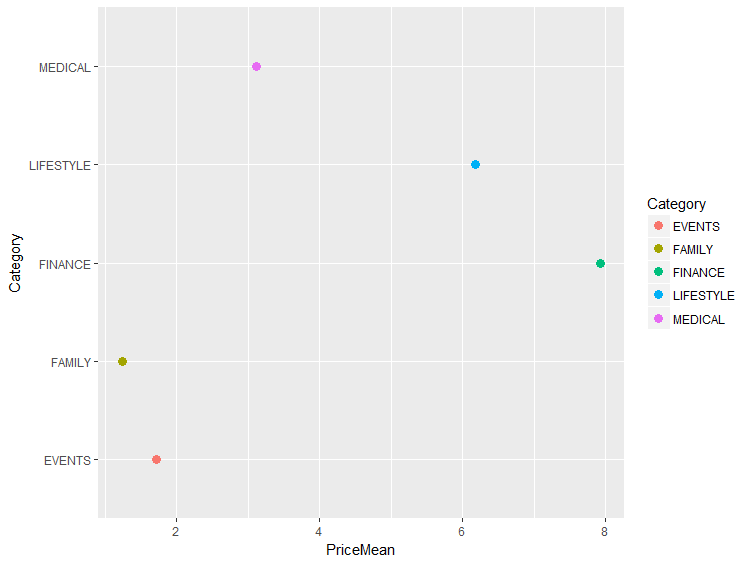 MEDICAL
LIFESTYLE
FINANCE
FAMILY
EVENTS
Category
2 4 6 8
PriceMean
Category
EVENTS
FAMILY
FINANCE
LIFESTYLE
MEDICAL